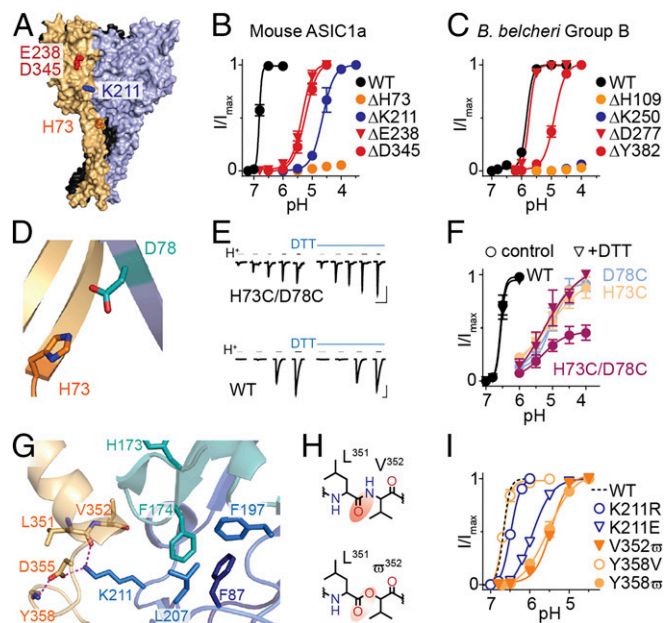 A
E238
D345
K211
H73
B
Mouse ASIC1a
I/Imax
1
0
7 6 5 4
pH
WT
ΔH73
ΔK211
ΔE238
ΔD345
C
B. belcheri Group B
I/Imax
1
0
7 6 5 4
pH
WT
ΔH109
ΔK250
ΔD277
ΔY382
D
D78
H73
E
DTT
H+
H73C/D78C
DTT
H+
WT
F
control +DTT
WT
D78C
H73C
H73C/D78C
I/Imax
1
0
7 6 5 4
pH
G
H173
V352
L351
F174
F197
D355
K211
F87
Y358
L207
H
L351
V352
H
N
N
H
O
O
L351
ϖ352
O
N
H
O
O
I
I/Imax
1
0
7 6 5
pH
WT
K211R
K211E
V352ϖ
Y358V
Y358ϖ